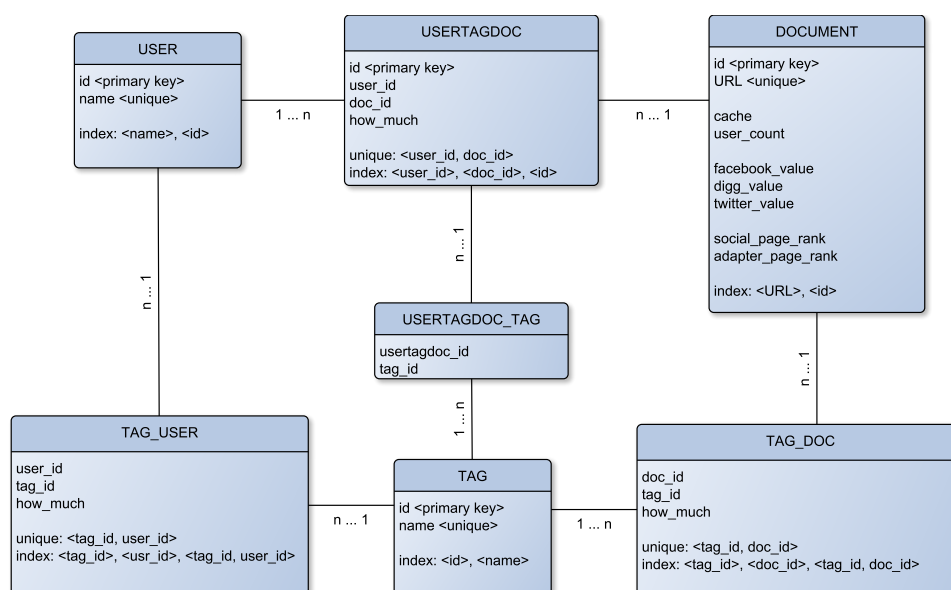 USER
id <primary key>
name <unique>
index: <name>, <id>
1 ... n
USERTAGDOC
id <primary key>
user_id
doc_id
how_much
unique: <user_id, doc_id>
index: <user_id>, <doc_id>, <id>
n ... 1
DOCUMENT
id <primary key>
URL <unique>
cache
user_count
facebook_value
digg_value
twitter_value
social_page_rank
adapter_page_rank
index: <URL>, <id>
n ... 1
n ... 1
USERTAGDOC_TAG
usertagdoc_id
tag_id
n ... 1
1 ... n
TAG_USER
user_id
tag_id
how_much
unique: <tag_id, user_id>
index: <tag_id>, <usr_id>, <tag_id, user_id>
n ... 1
TAG
id <primary key>
name <unique>
index: <id>, <name>
1 ... n
TAG_DOC
doc_id
tag_id
how_much
unique: <tag_id, doc_id>
index: <tag_id>, <doc_id>, <tag_id, doc_id>